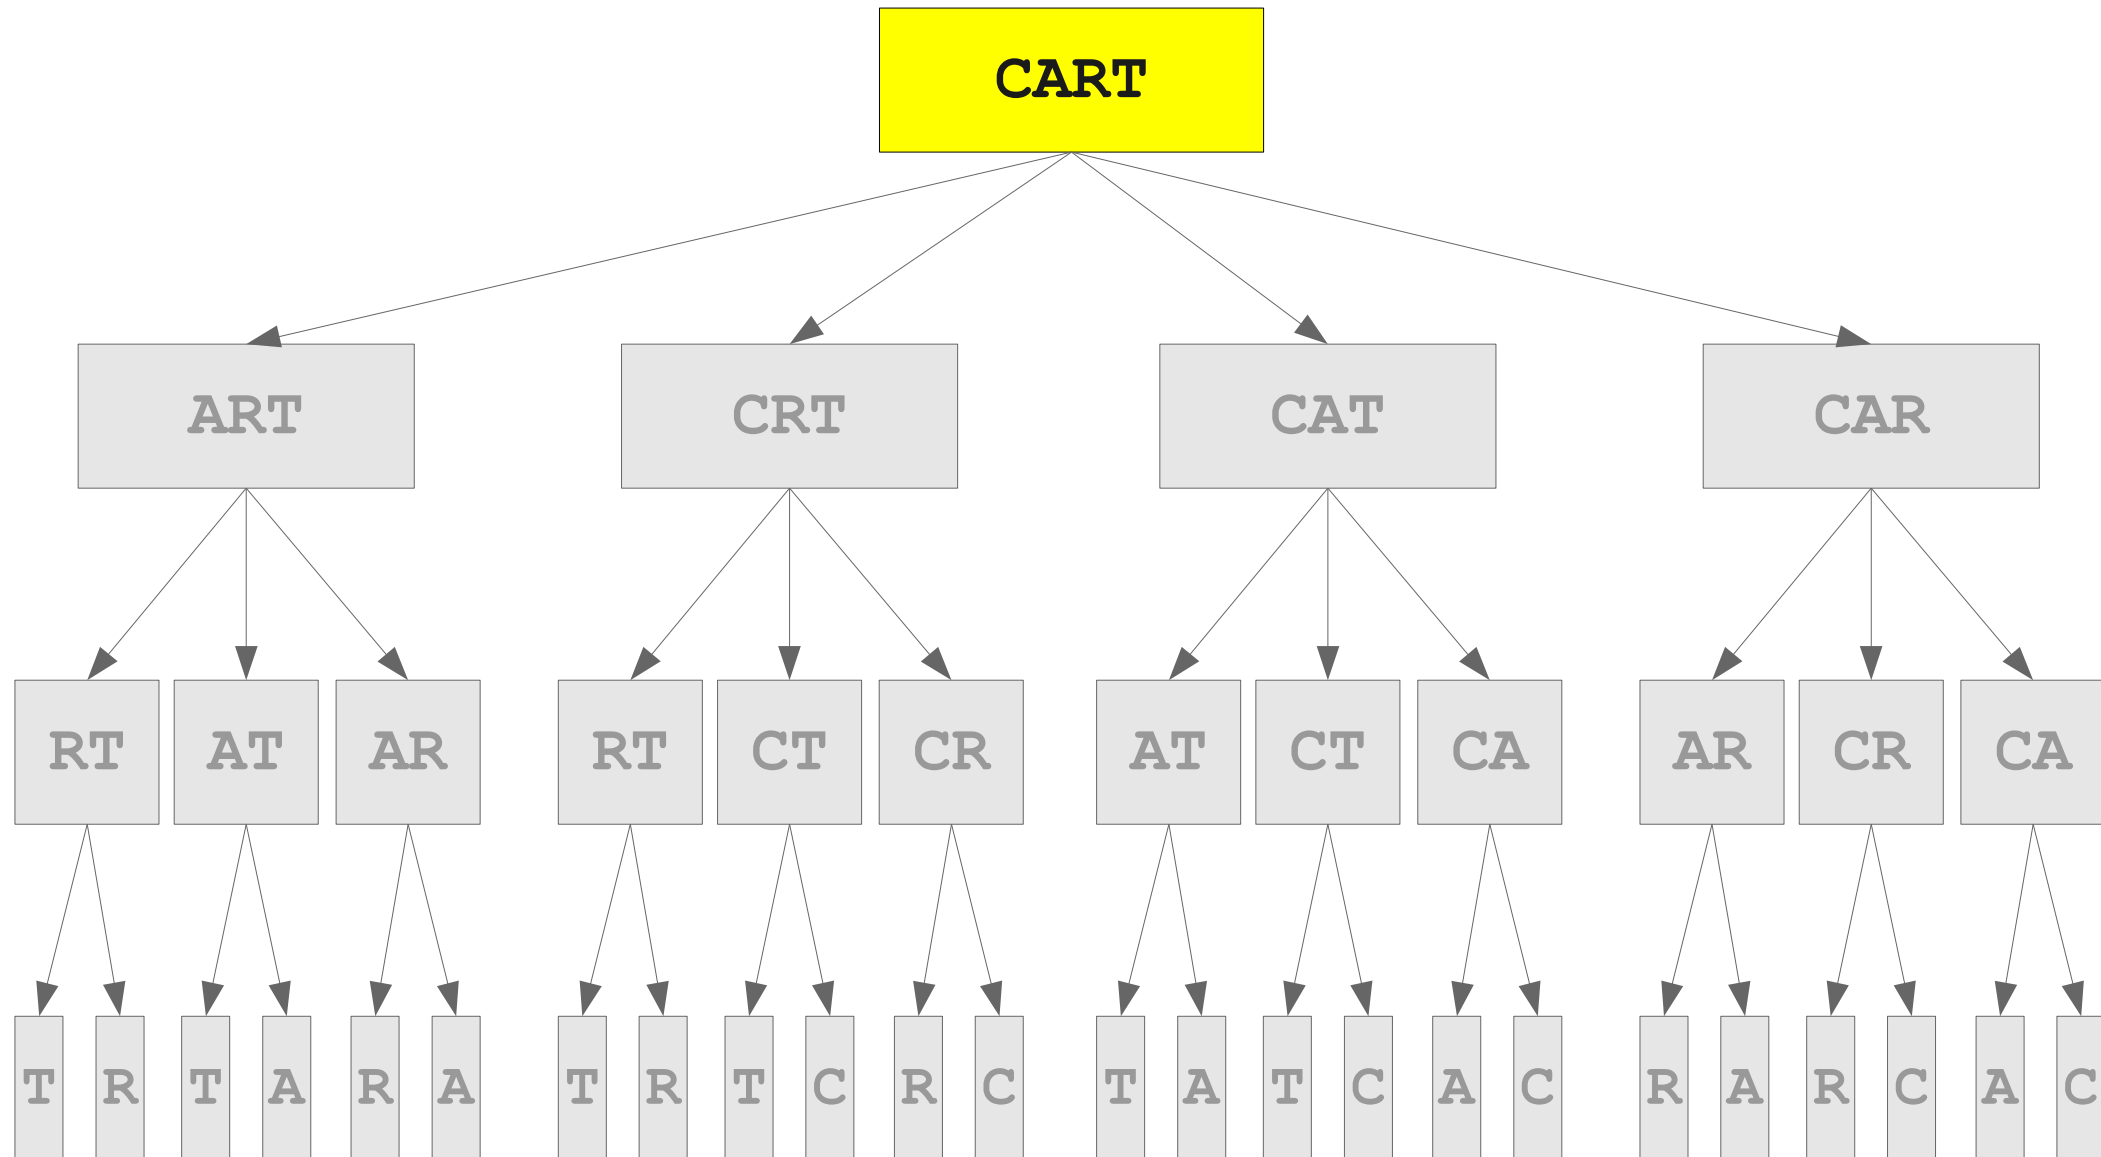 CART
ART CRT CAT CAR
RT AT AR RT CT CR AT CT CA AR CR CA
T R T A R A T R T C R C T A T C A C R A R C A C